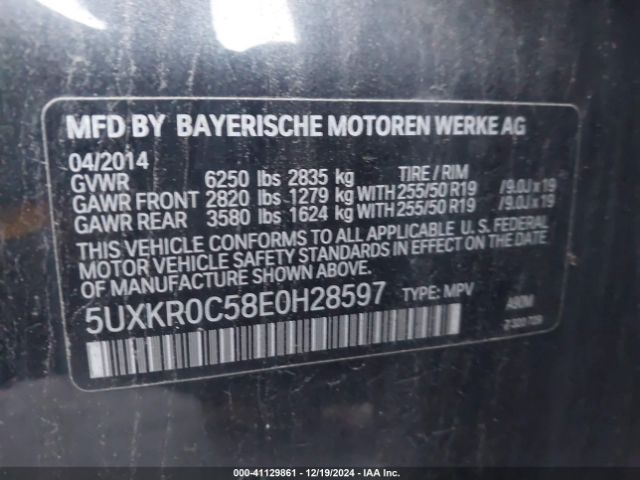 MFD BY BAYERISCHE MOTOREN WERKE AG
04/2014 TIRE / RIM
GVWR 6250 lbs 2835 kg
GAWR FRONT 2820 lbs 1279 kg WITH 255/50 R19 /9.0J x 19
GAWR REAR 3580 lbs 1624 kg WITH 255/50 R19 /9.0J x 19
THIS VEHICLE CONFORMS TO ALL APPLICABLE U. S. FEDERAL
MOTOR VEHICLE SAFETY STANDARDS IN EFFECT ON THE DATE
OF MANUFACTURE SHOWN ABOVE.
5UXKR0C58E0H28597 TYPE: MPV
A90M
00-41129861 - 12/19/2024 - IAA Inc.